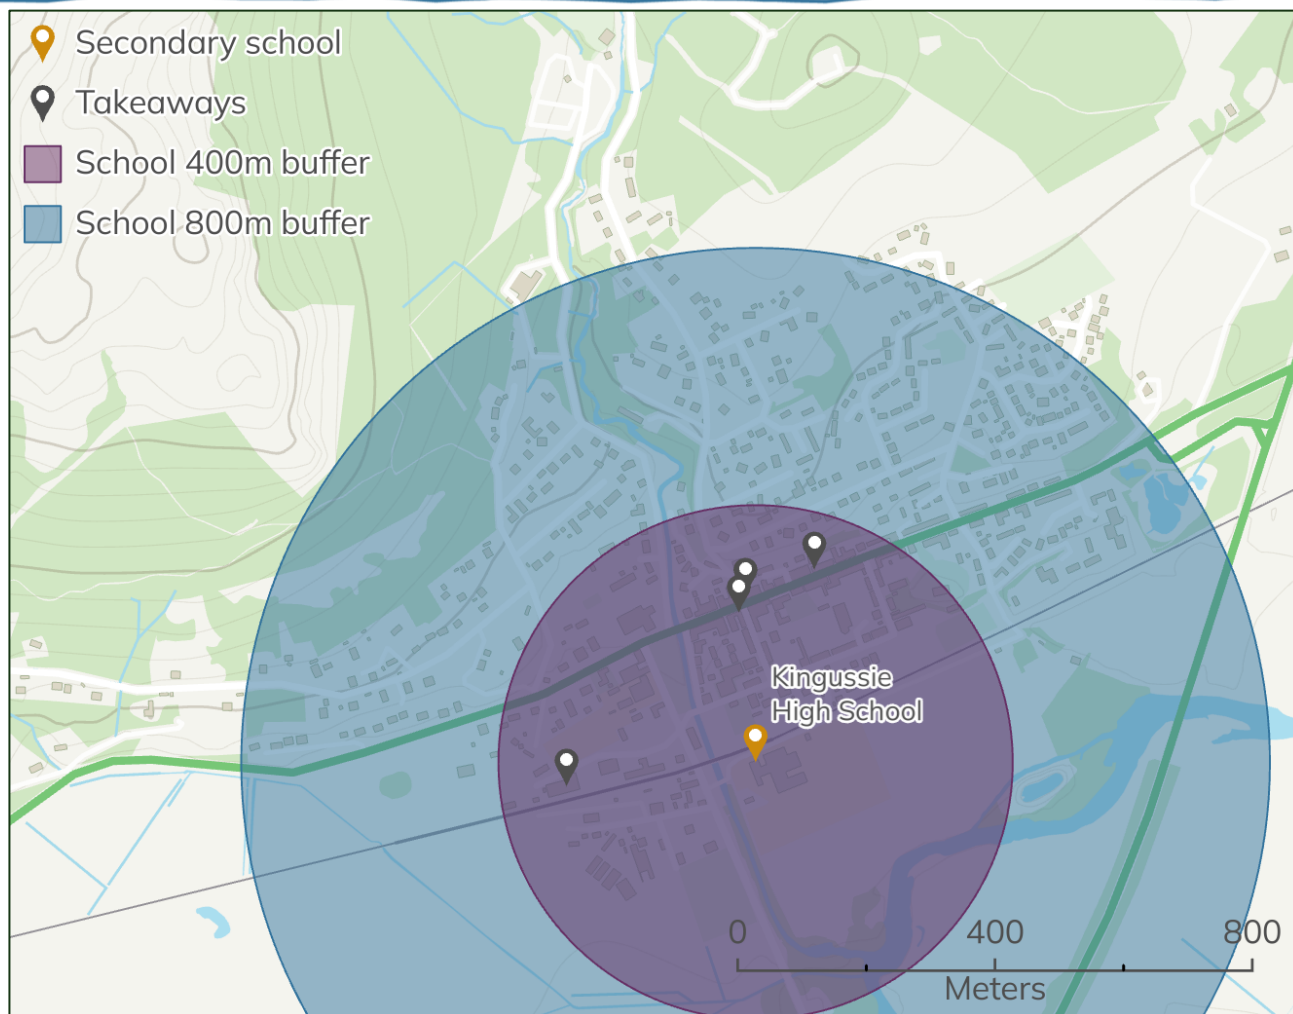 Secondary school
Takeaways
School 400m buffer
School 800m buffer
Kingussie
High School
0 400 800
Meters